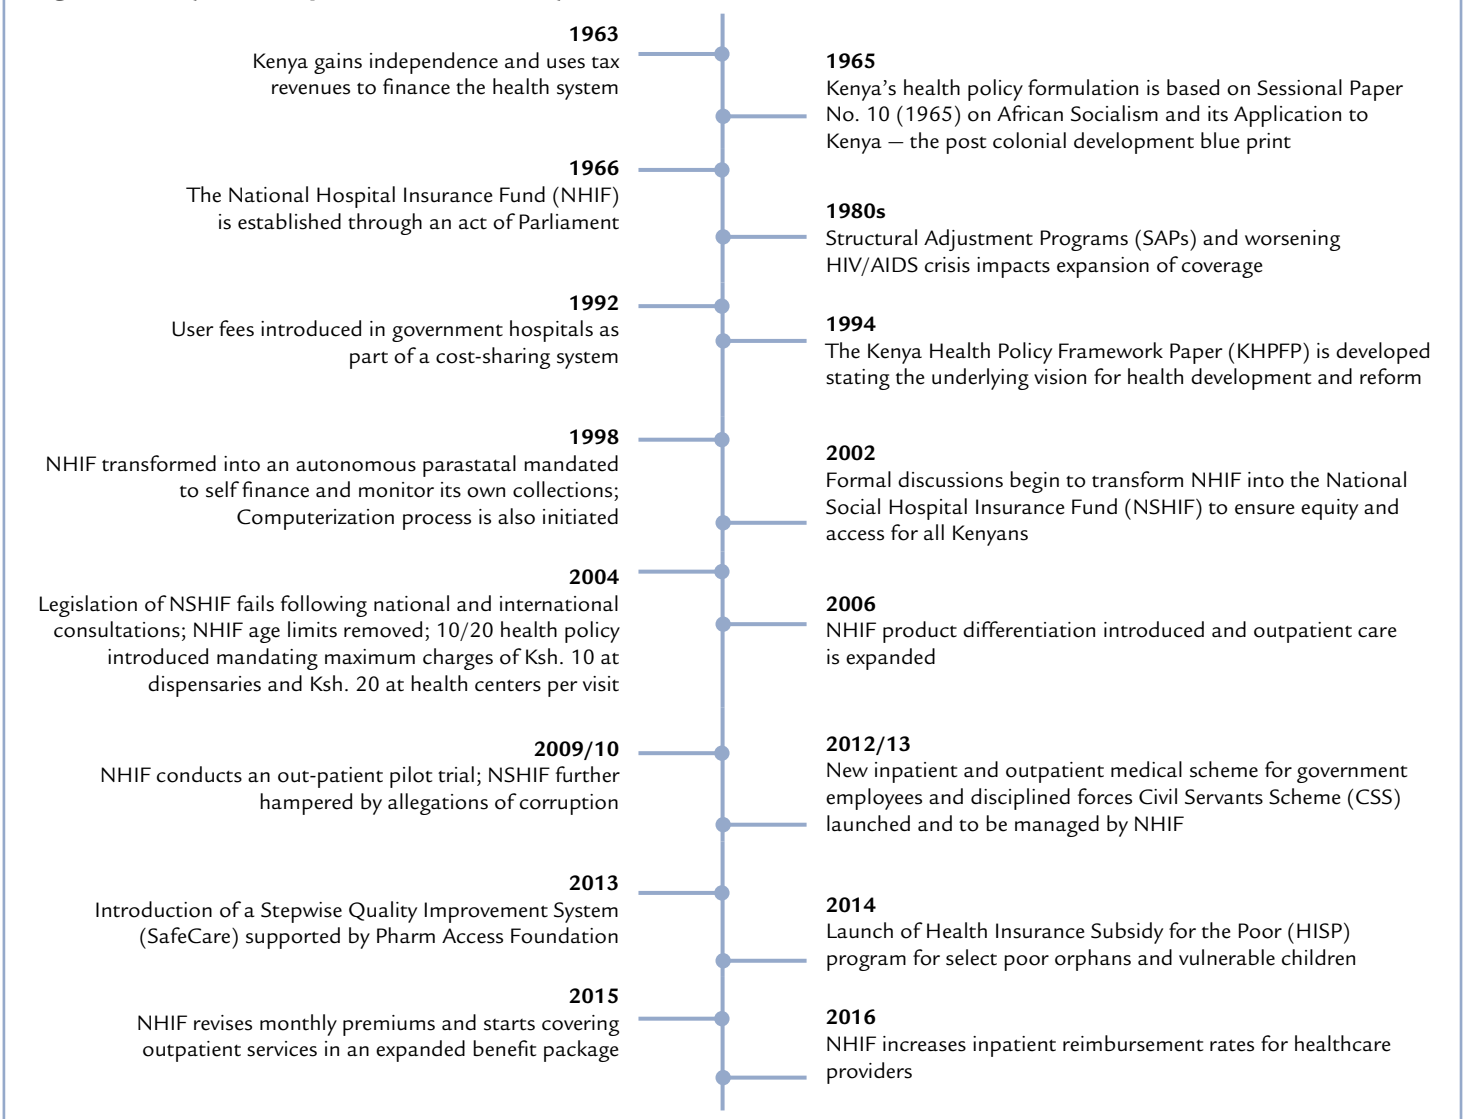 1963
Kenya gains independence and uses tax
revenues to finance the health system
1965
Kenya’s health policy formulation is based on Sessional Paper
No. 10 (1965) on African Socialism and its Application to
Kenya — the post colonial development blue print
1966
The National Hospital Insurance Fund (NHIF)
is established through an act of Parliament
1980s
Structural Adjustment Programs (SAPs) and worsening
HIV/AIDS crisis impacts expansion of coverage
1992
User fees introduced in government hospitals as
part of a cost-sharing system
1994
The Kenya Health Policy Framework Paper (KHPFP) is developed
stating the underlying vision for health development and reform
1998
NHIF transformed into an autonomous parastatal mandated
to self finance and monitor its own collections;
Computerization process is also initiated
2002
Formal discussions begin to transform NHIF into the National
Social Hospital Insurance Fund (NSHIF) to ensure equity and
access for all Kenyans
2004
Legislation of NSHIF fails following national and international
consultations; NHIF age limits removed; 10/20 health policy
introduced mandating maximum charges of Ksh. 10 at
dispensaries and Ksh. 20 at health centers per visit
2006
NHIF product differentiation introduced and outpatient care
is expanded
2009/10
NHIF conducts an out-patient pilot trial; NSHIF further
hampered by allegations of corruption
2012/13
New inpatient and outpatient medical scheme for government
employees and disciplined forces Civil Servants Scheme (CSS)
launched and to be managed by NHIF
2013
Introduction of a Stepwise Quality Improvement System
(SafeCare) supported by Pharm Access Foundation
2014
Launch of Health Insurance Subsidy for the Poor (HISP)
program for select poor orphans and vulnerable children
2015
NHIF revises monthly premiums and starts covering
outpatient services in an expanded benefit package
2016
NHIF increases inpatient reimbursement rates for healthcare
providers